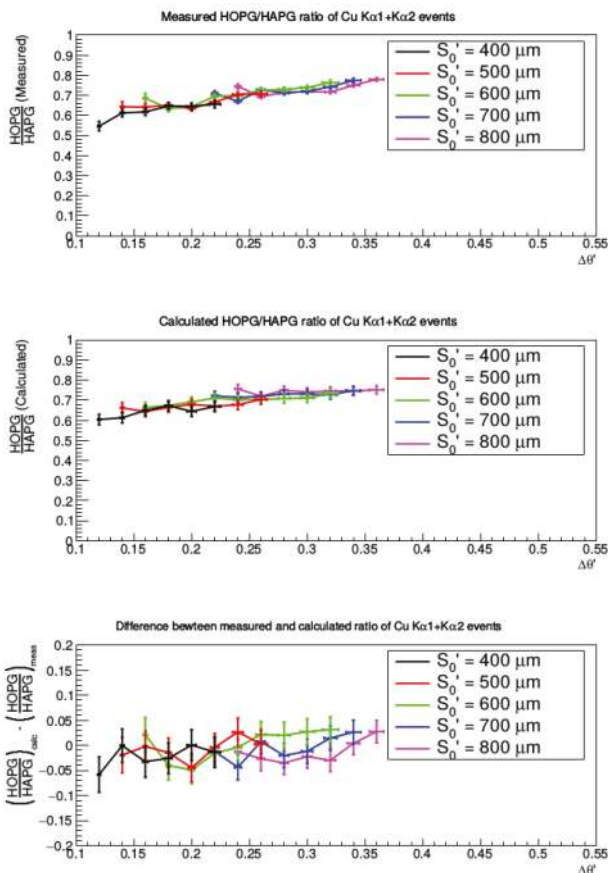 Measured HOPG/HAPG ratio of Cu Kα1+Kα2 events
HOPG
HAPG (Measured)
1
0.9
0.8
0.7
0.6
0.5
0.4
0.3
0.2
0.1
0
0.1 0.15 0.2 0.25 0.3 0.35 0.4 0.45 0.5 0.55
Δθ'
S0' = 400 μm
S0' = 500 μm
S0' = 600 μm
S0' = 700 μm
S0' = 800 μm
Calculated HOPG/HAPG ratio of Cu Kα1+Kα2 events
HOPG
HAPG (Calculated)
1
0.9
0.8
0.7
0.6
0.5
0.4
0.3
0.2
0.1
0
0.1 0.15 0.2 0.25 0.3 0.35 0.4 0.45 0.5 0.55
Δθ'
S0' = 400 μm
S0' = 500 μm
S0' = 600 μm
S0' = 700 μm
S0' = 800 μm
Difference bewteen measured and calculated ratio of Cu Kα1+Kα2 events
(HOPG/HAPG)calc - (HOPG/HAPG)meas
0.2
0.15
0.1
0.05
0
−0.05
−0.1
−0.15
−0.2
0.1 0.15 0.2 0.25 0.3 0.35 0.4 0.45 0.5 0.55
Δθ'
S0' = 400 μm
S0' = 500 μm
S0' = 600 μm
S0' = 700 μm
S0' = 800 μm